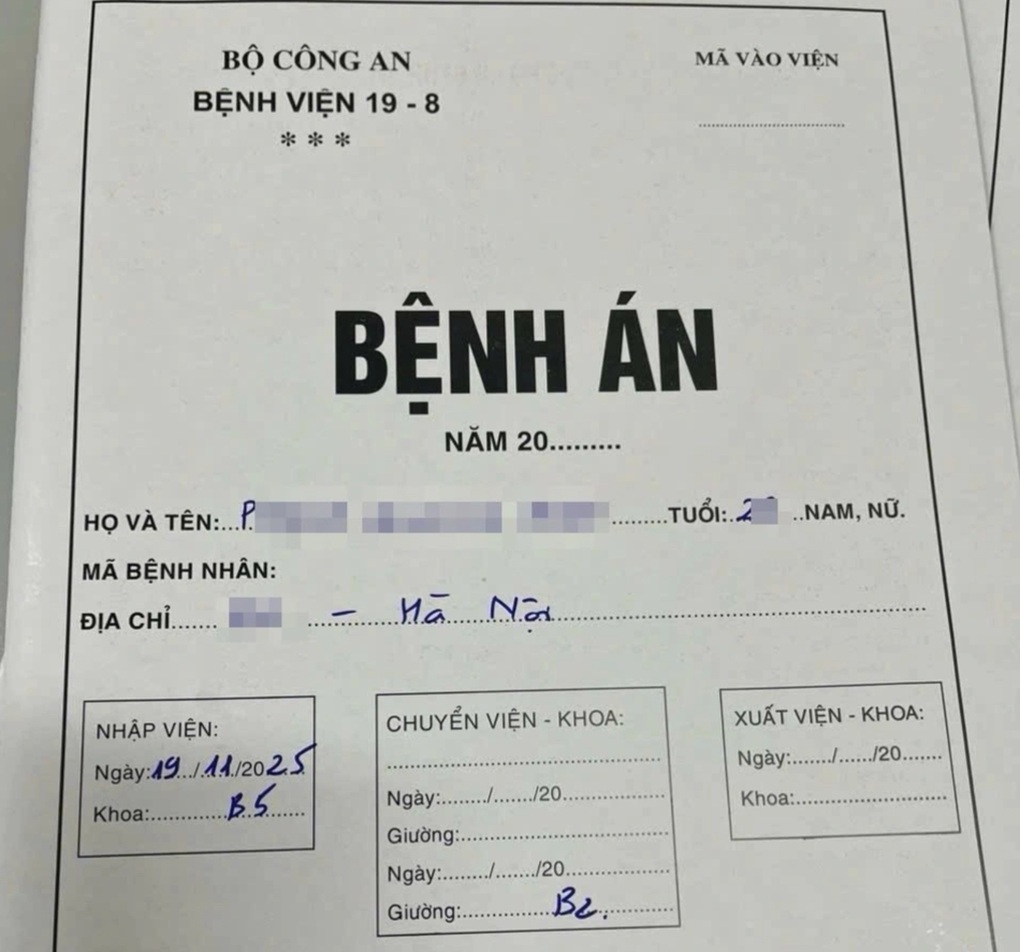 BỘ CÔNG AN
BỆNH VIỆN 19 - 8
* * *
MÃ VÀO VIỆN
....................
BỆNH ÁN
NĂM 20.........
HỌ VÀ TÊN:...P .........TUỔI:..2 ..NAM, NỮ.
MÃ BỆNH NHÂN:
ĐỊA CHỈ....... - Hà Nội
NHẬP VIỆN:
Ngày:19../11./2025
Khoa:............B5......
CHUYỂN VIỆN - KHOA:
..........................................
Ngày:......../......./20...............
Giường:...............................
Ngày:......../......./20...............
Giường:.............B2.............
XUẤT VIỆN - KHOA:
Ngày:......./....../20.......
Khoa:..........................